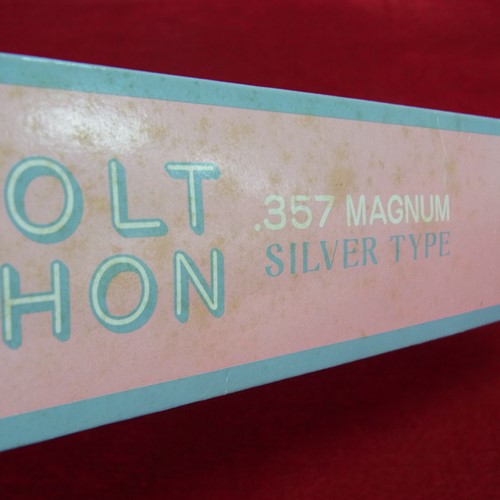 OLT
HON
.357 MAGNUM
SILVER TYPE